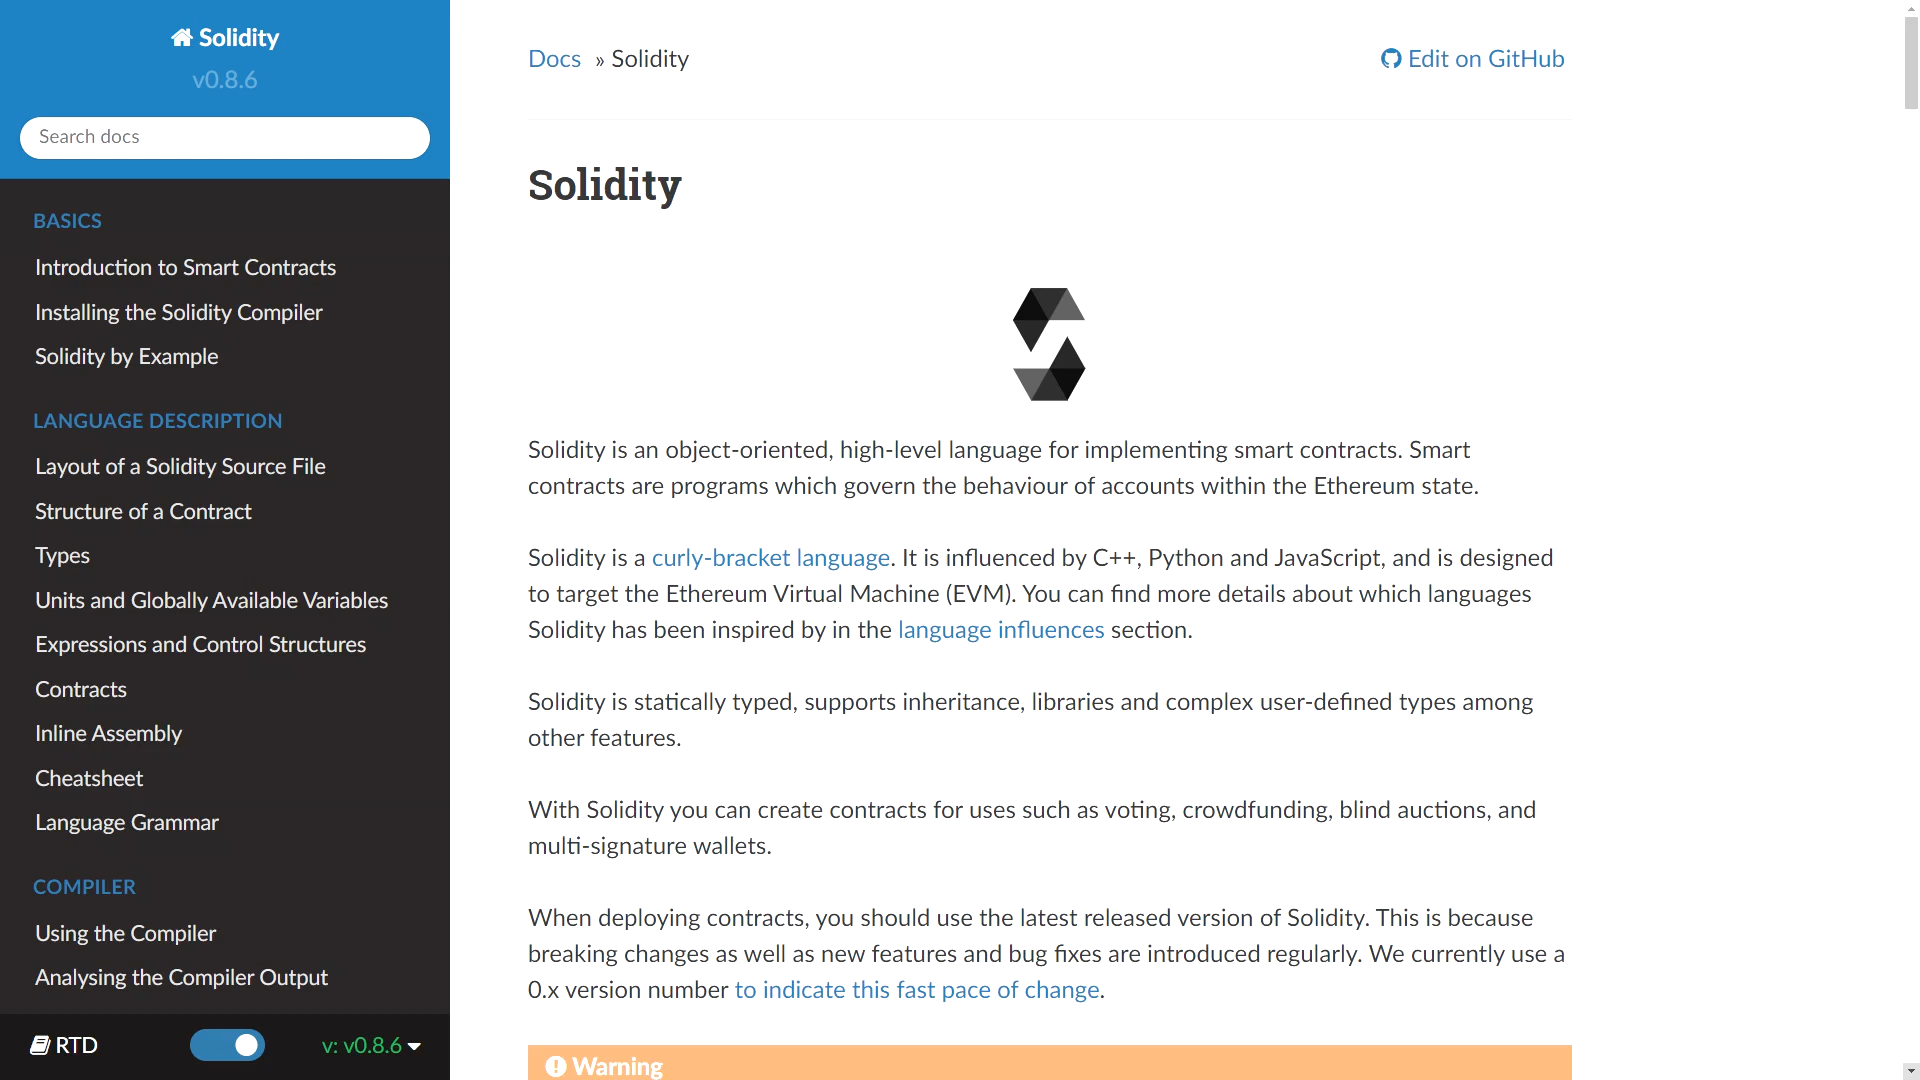 Solidity
v0.8.6
Search docs
BASICS
Introduction to Smart Contracts
Installing the Solidity Compiler
Solidity by Example
LANGUAGE DESCRIPTION
Layout of a Solidity Source File
Structure of a Contract
Types
Units and Globally Available Variables
Expressions and Control Structures
Contracts
Inline Assembly
Cheatsheet
Language Grammar
COMPILER
Using the Compiler
Analysing the Compiler Output
RTD
v: v0.8.6
Docs » Solidity
Edit on GitHub
Solidity
Solidity is an object-oriented, high-level language for implementing smart contracts. Smart
contracts are programs which govern the behaviour of accounts within the Ethereum state.
Solidity is a curly-bracket language. It is influenced by C++, Python and JavaScript, and is designed
to target the Ethereum Virtual Machine (EVM). You can find more details about which languages
Solidity has been inspired by in the language influences section.
Solidity is statically typed, supports inheritance, libraries and complex user-defined types among
other features.
With Solidity you can create contracts for uses such as voting, crowdfunding, blind auctions, and
multi-signature wallets.
When deploying contracts, you should use the latest released version of Solidity. This is because
breaking changes as well as new features and bug fixes are introduced regularly. We currently use a
0.x version number to indicate this fast pace of change.
Warning